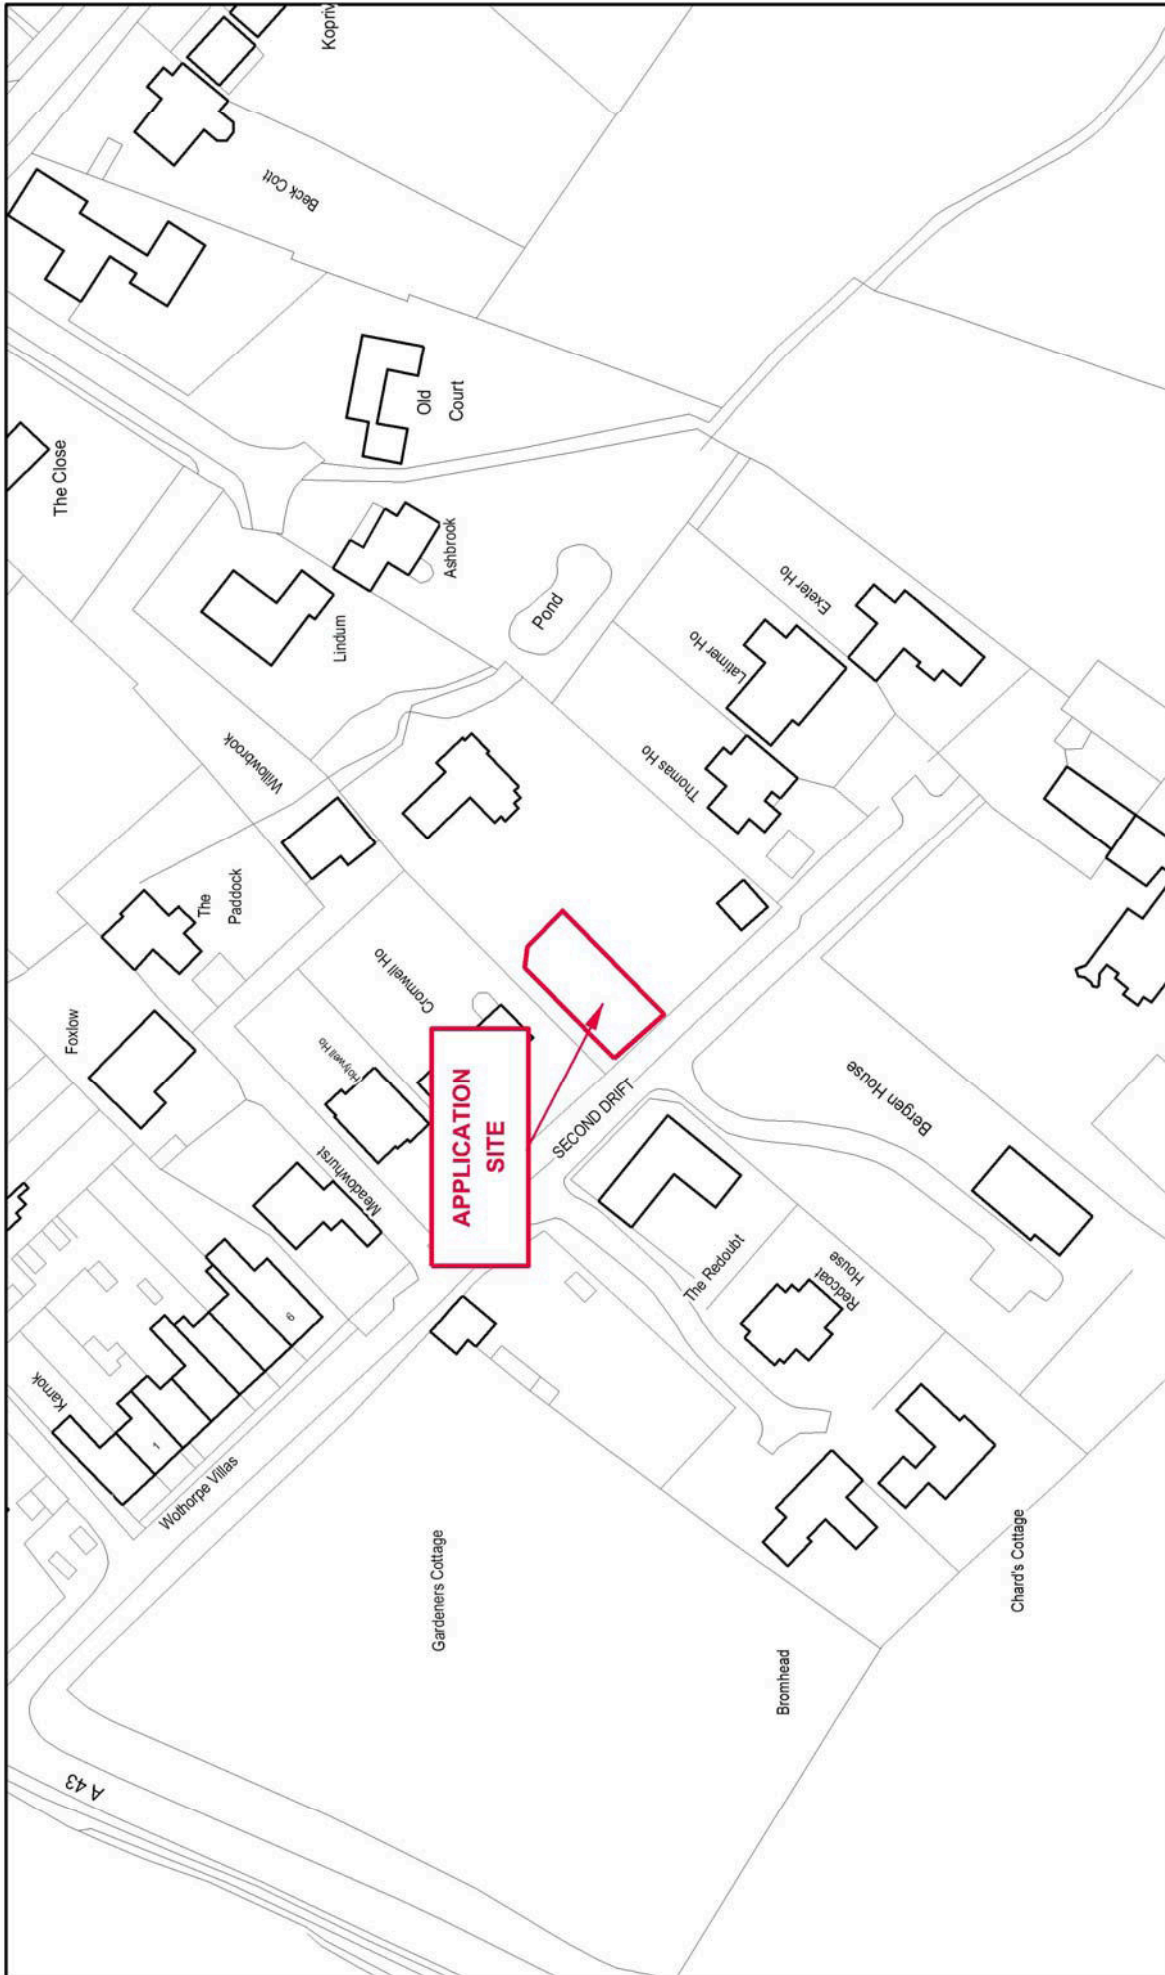 Kopriv
Beck Cott
The Close
Old
Court
Ashbrook
Lindum
Pond
Willowbrook
Exeter Ho
Latimer Ho
Thomas Ho
The
Paddock
Foxlow
Cromwell Ho
Holywell Ho
Meadowhurst
APPLICATION
SITE
SECOND DRIFT
Bergen House
The Redoubt
Redcoat
House
6
1
Karnok
Wothorpe Villas
Gardeners Cottage
Chard's Cottage
Bromhead
A 43